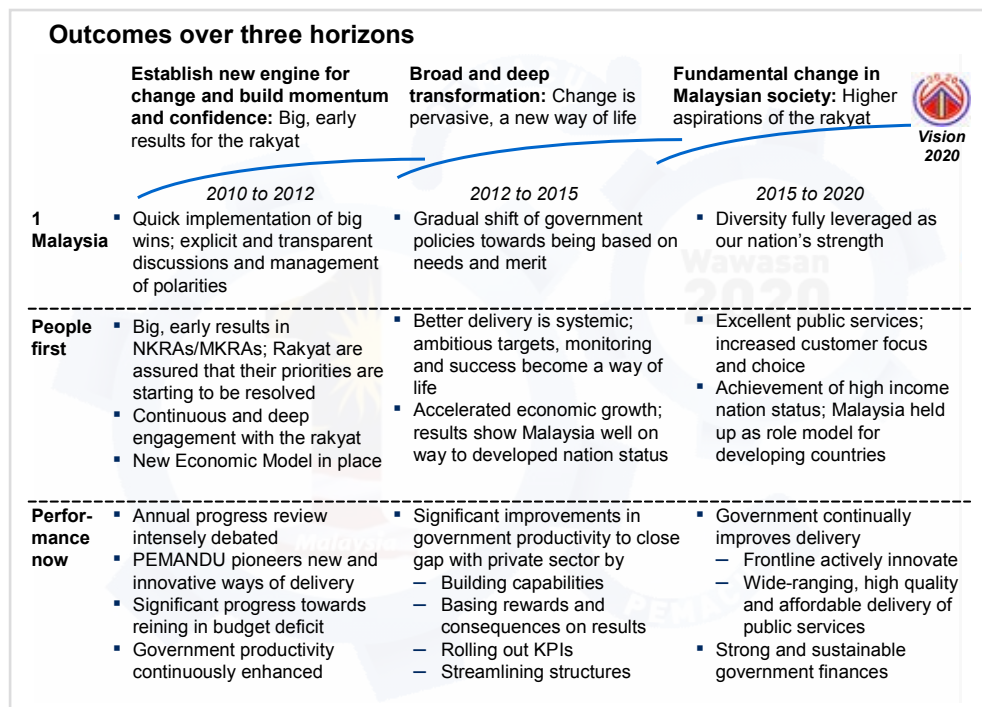 Outcomes over three horizons
Establish new engine for
change and build momentum
and confidence: Big, early
results for the rakyat
Broad and deep
transformation: Change is
pervasive, a new way of life
Fundamental change in
Malaysian society: Higher
aspirations of the rakyat
Vision
2020
2010 to 2012
2012 to 2015
2015 to 2020
1
Malaysia
▪ Quick implementation of big
wins; explicit and transparent
discussions and management
of polarities
▪ Gradual shift of government
policies towards being based on
needs and merit
▪ Diversity fully leveraged as
our nation's strength
Wawasan
2020
People
first
▪ Big, early results in
NKRAs/MKRAs; Rakyat are
assured that their priorities are
starting to be resolved
▪ Continuous and deep
engagement with the rakyat
▪ New Economic Model in place
▪ Better delivery is systemic;
ambitious targets, monitoring
and success become a way of
life
▪ Accelerated economic growth;
results show Malaysia well on
way to developed nation status
▪ Excellent public services;
increased customer focus
and choice
▪ Achievement of high income
nation status; Malaysia held
up as role model for
developing countries
Perfor-
mance
now
▪ Annual progress review
intensely debated
▪ PEMANDU pioneers new and
innovative ways of delivery
▪ Significant progress towards
reining in budget deficit
▪ Government productivity
continuously enhanced
Malaysia
▪ Significant improvements in
government productivity to close
gap with private sector by
– Building capabilities
– Basing rewards and
consequences on results
– Rolling out KPIs
– Streamlining structures
▪ Government continually
improves delivery
– Frontline actively innovate
– Wide-ranging, high quality
and affordable delivery of
public services
▪ Strong and sustainable
government finances